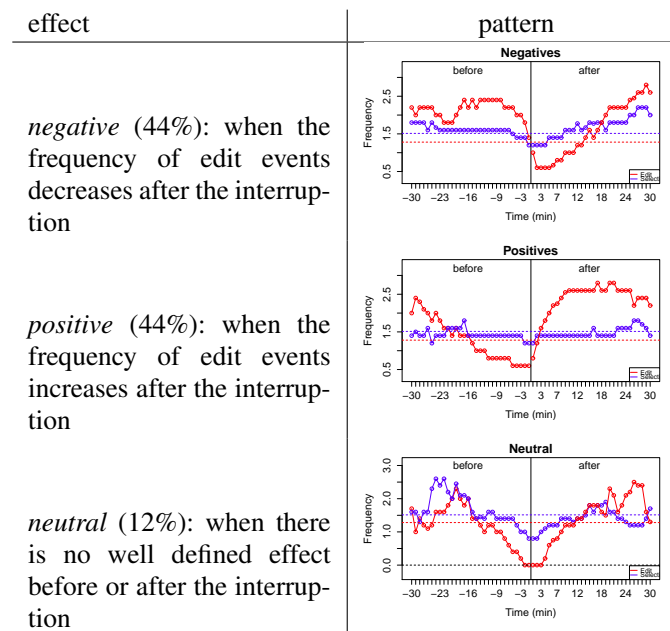 effect
pattern
negative (44%): when the
frequency of edit events
decreases after the interrup-
tion
Negatives
before
after
Frequency
2.5
1.5
0.5
Edit
Select
−30 −23 −16 −9 −3 3 7 12 18 24 30
Time (min)
positive (44%): when the
frequency of edit events
increases after the interrup-
tion
Positives
before
after
Frequency
2.5
1.5
0.5
Edit
Select
−30 −23 −16 −9 −3 3 7 12 18 24 30
Time (min)
neutral (12%): when there
is no well defined effect
before or after the interrup-
tion
Neutral
before
after
Frequency
3.0
2.0
1.0
0.0
Edit
Select
−30 −23 −16 −9 −3 3 7 12 18 24 30
Time (min)